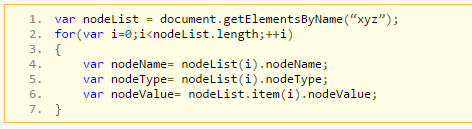 1. var nodeList = document.getElementsByName(“xyz”);
2. for(var i=0;i<nodeList.length;++i)
3. {
4. var nodeName= nodeList(i).nodeName;
5. var nodeType= nodeList(i).nodeType;
6. var nodeValue= nodeList.item(i).nodeValue;
7. }